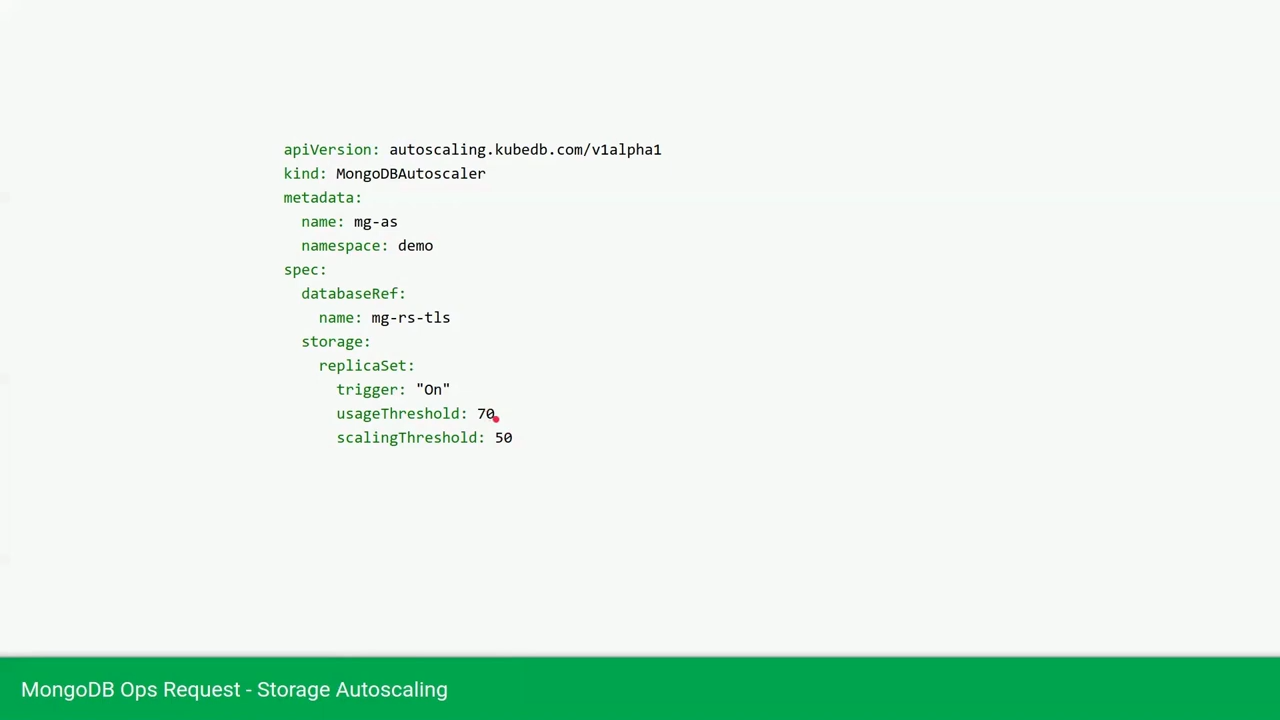 apiVersion: autoscaling.kubedb.com/v1alpha1
kind: MongoDBAutoscaler
metadata:
  name: mg-as
  namespace: demo
spec:
  databaseRef:
    name: mg-rs-tls
  storage:
    replicaSet:
      trigger: "On"
      usageThreshold: 70
      scalingThreshold: 50
MongoDB Ops Request - Storage Autoscaling